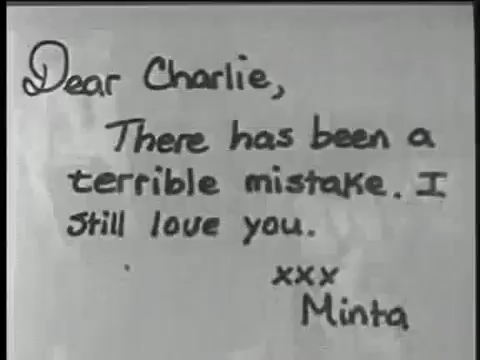 Dear Charlie,
There has been a
terrible mistake. I
still love you.
xxx
Minta